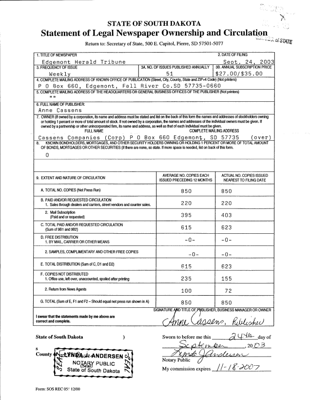 STATE OF SOUTH DAKOTA
Statement of Legal Newspaper Ownership and Circulation
Return to: Secretary of State, 500 E. Capitol, Pierre, SD 57501-5077
1. TITLE OF NEWSPAPER
2. DATE OF FILING
Edgemont Herald Tribune
Sept. 24, 2003
3. FREQUENCY OF ISSUE
3A. NO. OF ISSUES PUBLISHED ANNUALLY
3B. ANNUAL SUBSCRIPTION PRICE
Weekly
51
$27.00/$35.00
4. COMPLETE MAILING ADDRESS OF KNOWN OFFICE OF PUBLICATION (Street, City, County, State and ZIP+4 Code) (Not printers)
P O Box 660, Edgemont, Fall River Co. SD 57735-0660
5. COMPLETE MAILING ADDRESS OF THE HEADQUARTERS OR GENERAL BUSINESS OFFICES OF THE PUBLISHER (Not printers)
6. FULL NAME OF PUBLISHER:
Anne Cassens
7. OWNER (If owned by a corporation, its name and address must be stated and list on the back of this form the names and addresses of stockholders owning
or holding 1 percent or more of total amount of stock. If not owned by a corporation, the names and addresses of the individual owners must be given. If
owned by a partnership or other unincorporated firm, its name and address, as well as that of each individual must be given.
FULL NAME
COMPLETE MAILING ADDRESS
Cassens Companies (Corp) P O Box 660 Edgemont, SD 57735 (over)
8. KNOWN BONDHOLDERS, MORTGAGES, AND OTHER SECURITY HOLDERS OWNING OR HOLDING 1 PERCENT OR MORE OF TOTAL AMOUNT
OF BONDS, MORTGAGES OR OTHER SECURITIES (If there are none, so state. If more space is needed, list on back of this form.
0
9. EXTENT AND NATURE OF CIRCULATION
AVERAGE NO. COPIES EACH ISSUED PRECEEDING 12 MONTHS
ACTUAL NO. COPIES ISSUED NEAREST TO FILING DATE
A. TOTAL NO. COPIES (Net Press Run)
850
850
B. PAID AND/OR REQUESTED CIRCULATION
1. Sales through dealers and carriers, street vendors and counter sales.
220
220
2. Mail Subscription
(Paid and or requested)
395
403
C. TOTAL PAID AND/OR REQUESTED CIRCULATION
(Sum of 9B1 and 9B2)
615
623
D. FREE DISTRIBUTION
1. BY MAIL, CARRIER OR OTHER MEANS
-0-
-0-
2. SAMPLES, COMPLIMENTARY AND OTHER FREE COPIES
-0-
-0-
E. TOTAL DISTRIBUTION (Sum of C, D1 and D2)
615
623
F. COPIES NOT DISTRIBUTED
1. Office use, left over, unaccounted, spoiled after printing
235
155
2. Return from News Agents
100
72
G. TOTAL (Sum of E, F1 and F2 - Should equal net press run shown in A)
850
850
I swear that the statements made by me above are
correct and complete.
SIGNATURE AND TITLE OF PUBLISHER, BUSINESS MANAGER OR OWNER
Anne Cassens, Publisher
State of South Dakota )
Sworn to before me this 24th day of
September 2003
County of
LYNDA J. ANDERSEN
NOTARY PUBLIC
State of South Dakota
Lynda J. Andersen
Notary Public
My commission expires 11-18-2007
Form: SOS REC 057 12/00